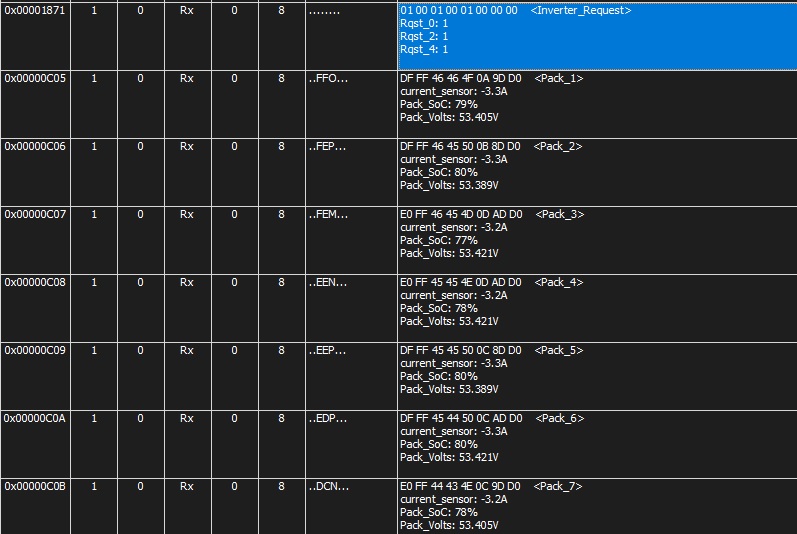 0x00001871 1 0 Rx 0 8 ........ 01 00 01 00 01 00 00 00 <Inverter_Request>
Rqst_0: 1
Rqst_2: 1
Rqst_4: 1
0x00000C05 1 0 Rx 0 8 ..FFO... DF FF 46 46 4F 0A 9D D0 <Pack_1>
current_sensor: -3.3A
Pack_SoC: 79%
Pack_Volts: 53.405V
0x00000C06 1 0 Rx 0 8 ..FEP... DF FF 46 45 50 0B 8D D0 <Pack_2>
current_sensor: -3.3A
Pack_SoC: 80%
Pack_Volts: 53.389V
0x00000C07 1 0 Rx 0 8 ..FEM... E0 FF 46 45 4D 0D AD D0 <Pack_3>
current_sensor: -3.2A
Pack_SoC: 77%
Pack_Volts: 53.421V
0x00000C08 1 0 Rx 0 8 ..EEN... E0 FF 45 45 4E 0D AD D0 <Pack_4>
current_sensor: -3.2A
Pack_SoC: 78%
Pack_Volts: 53.421V
0x00000C09 1 0 Rx 0 8 ..EEP... DF FF 45 45 50 0C 8D D0 <Pack_5>
current_sensor: -3.3A
Pack_SoC: 80%
Pack_Volts: 53.389V
0x00000C0A 1 0 Rx 0 8 ..EDP... DF FF 45 44 50 0C AD D0 <Pack_6>
current_sensor: -3.3A
Pack_SoC: 80%
Pack_Volts: 53.421V
0x00000C0B 1 0 Rx 0 8 ..DCN... E0 FF 44 43 4E 0C 9D D0 <Pack_7>
current_sensor: -3.2A
Pack_SoC: 78%
Pack_Volts: 53.405V